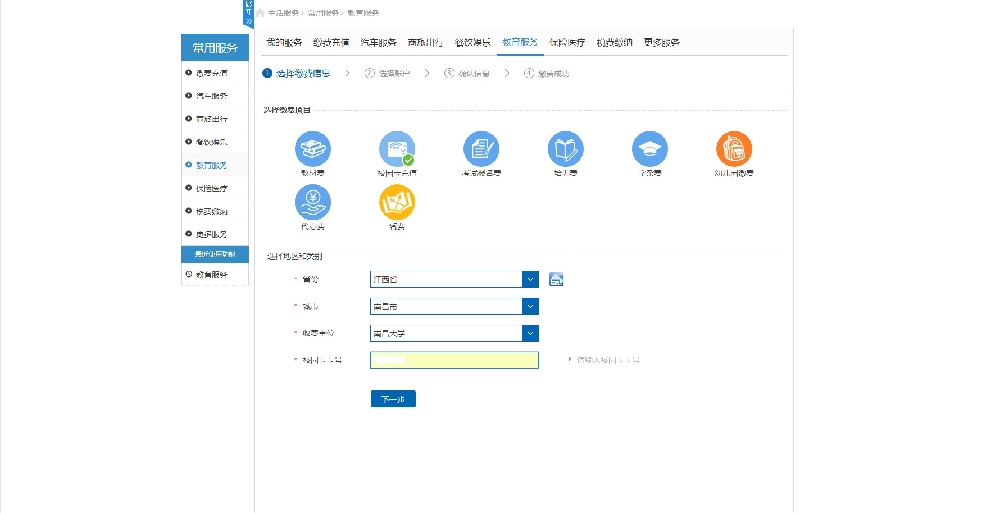 展开
生活服务> 常用服务> 教育服务
常用服务
缴费充值
汽车服务
商旅出行
餐饮娱乐
教育服务
保险医疗
税费缴纳
更多服务
最近使用功能
教育服务
我的服务 缴费充值 汽车服务 商旅出行 餐饮娱乐 教育服务 保险医疗 税费缴纳 更多服务
1 选择缴费信息 2 选择账户 3 确认信息 4 缴费成功
选择缴费项目
教材费 校园卡充值 考试报名费 培训费 学杂费 幼儿园缴费
代办费 餐费
选择地区和类别
* 省份 江西省
* 城市 南昌市
* 收费单位 南昌大学
* 校园卡卡号 请输入校园卡卡号
下一步